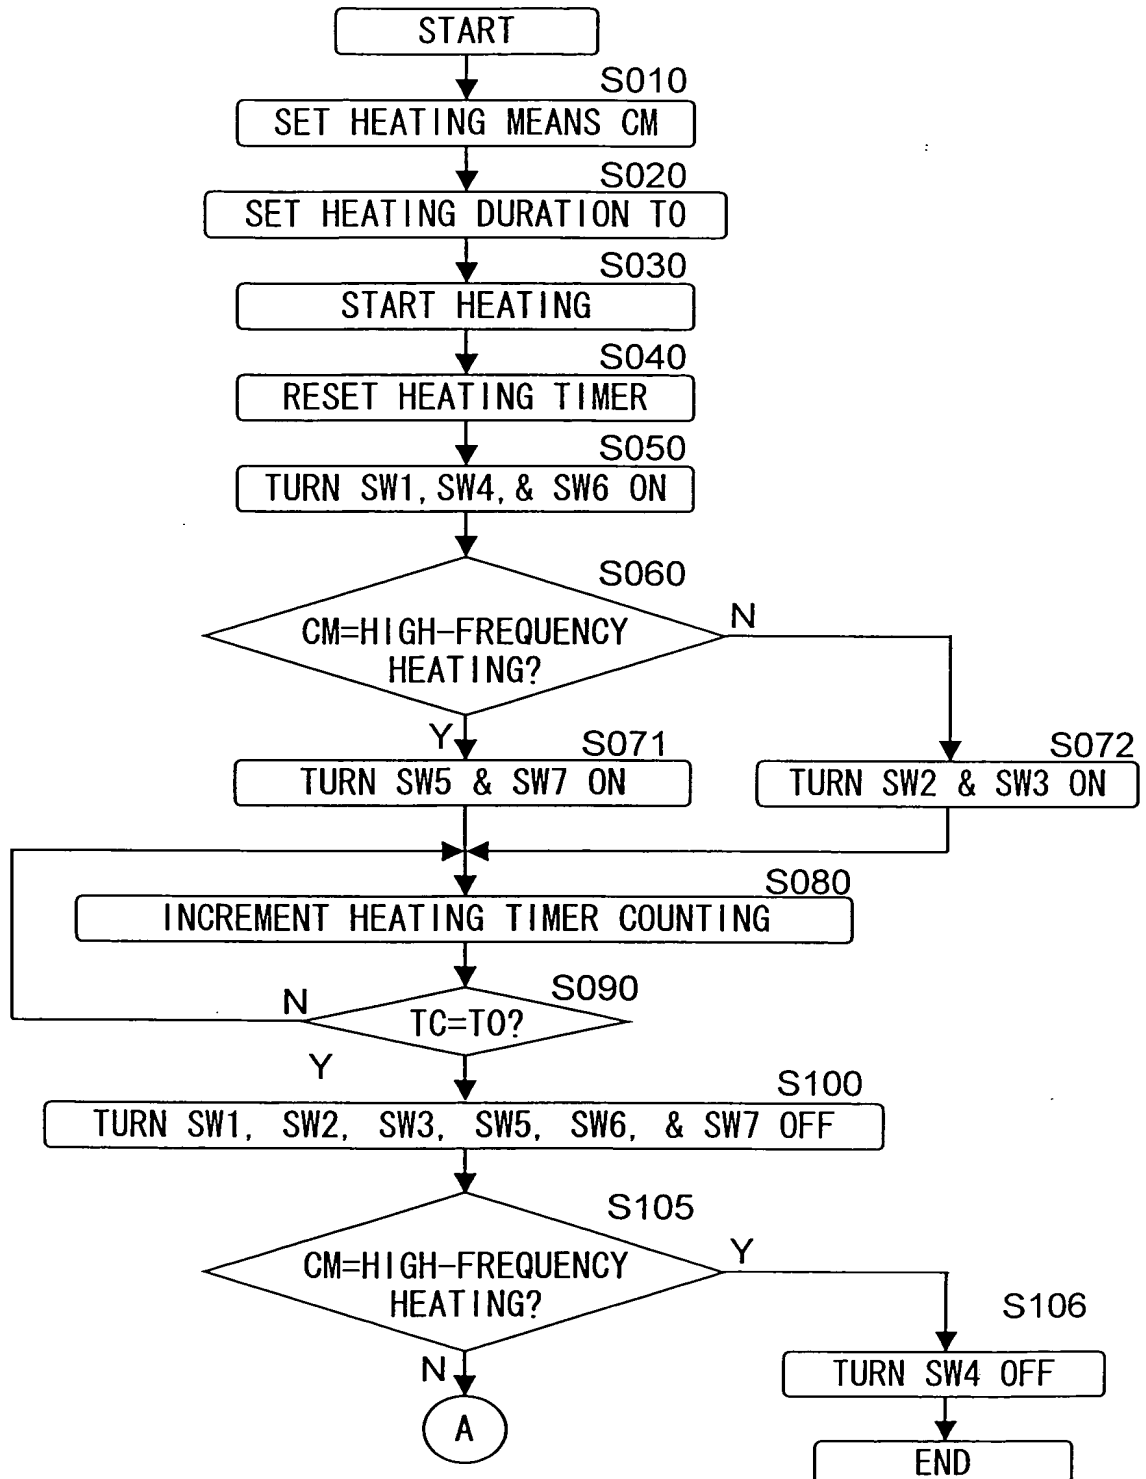 START
S010
SET HEATING MEANS CM
S020
SET HEATING DURATION T0
S030
START HEATING
S040
RESET HEATING TIMER
S050
TURN SW1, SW4, & SW6 ON
S060
CM=HIGH-FREQUENCY
HEATING?
N
Y
S071
TURN SW5 & SW7 ON
S072
TURN SW2 & SW3 ON
S080
INCREMENT HEATING TIMER COUNTING
S090
TC=T0?
N
Y
S100
TURN SW1, SW2, SW3, SW5, SW6, & SW7 OFF
S105
CM=HIGH-FREQUENCY
HEATING?
Y
N
S106
TURN SW4 OFF
A
END